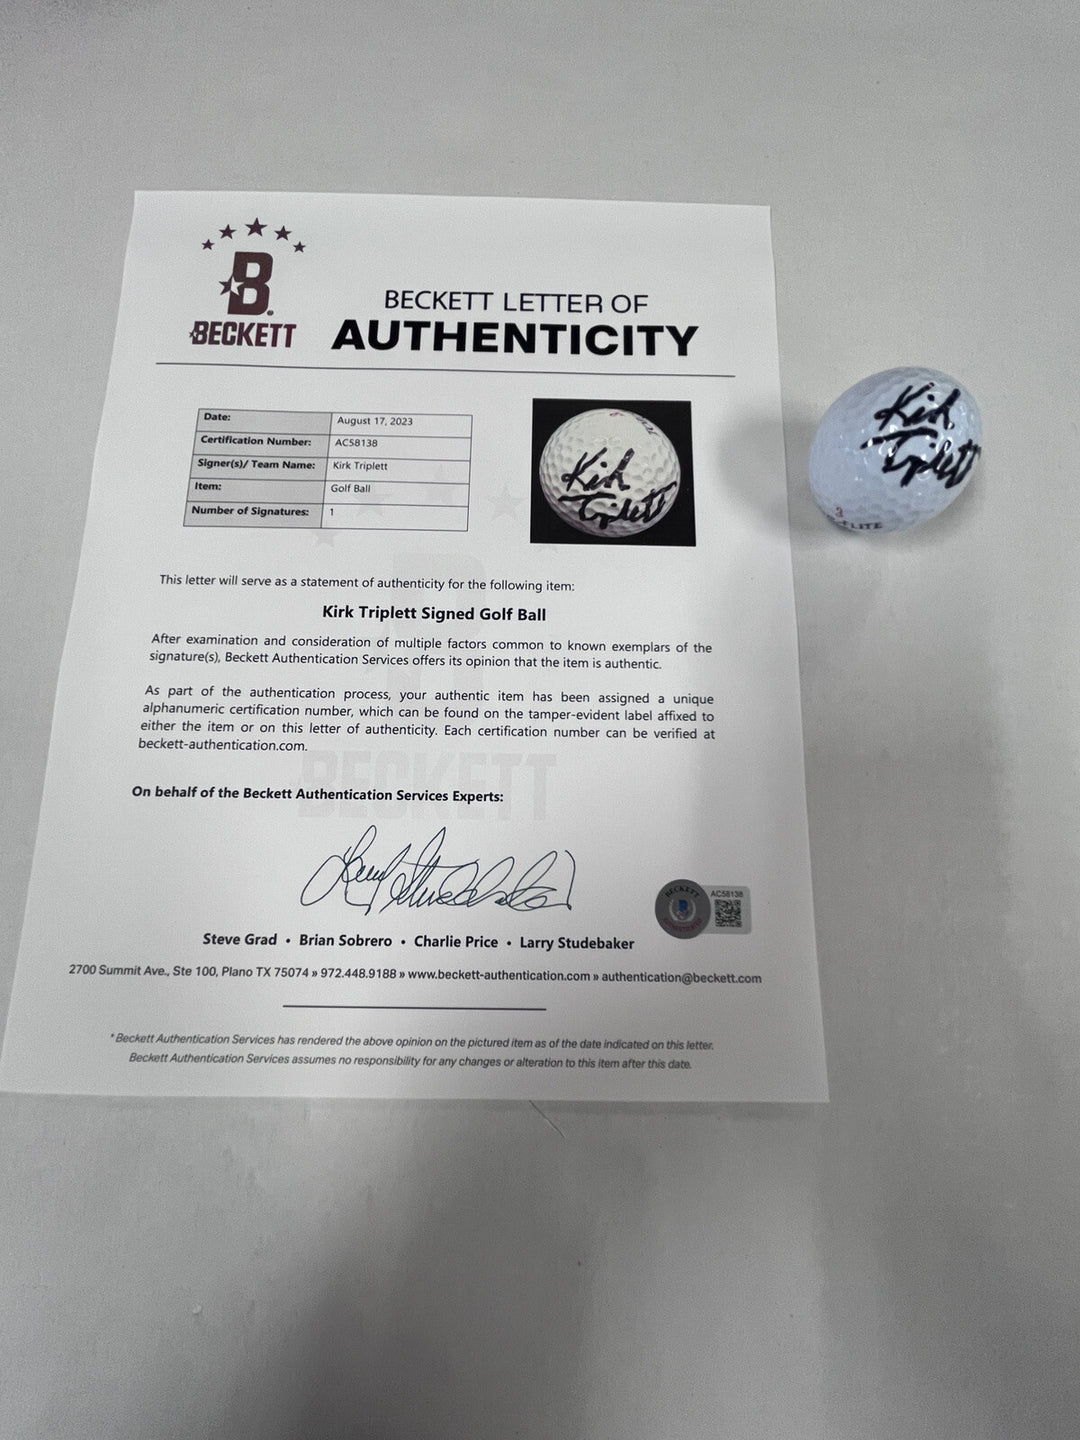 BECKETT
BECKETT LETTER OF
AUTHENTICITY
Date: August 17, 2023
Certification Number: AC58138
Signer(s)/ Team Name: Kirk Triplett
Item: Golf Ball
Number of Signatures: 1
Kirk
Triplett
Kirk
Triplett
3
LITE
This letter will serve as a statement of authenticity for the following item:
Kirk Triplett Signed Golf Ball
After examination and consideration of multiple factors common to known exemplars of the
signature(s), Beckett Authentication Services offers its opinion that the item is authentic.
As part of the authentication process, your authentic item has been assigned a unique
alphanumeric certification number, which can be found on the tamper-evident label affixed to
either the item or on this letter of authenticity. Each certification number can be verified at
beckett-authentication.com.
BECKETT
On behalf of the Beckett Authentication Services Experts:
Larry Studebaker
BECKETT
AC58138
Steve Grad • Brian Sobrero • Charlie Price • Larry Studebaker
2700 Summit Ave., Ste 100, Plano TX 75074 » 972.448.9188 » www.beckett-authentication.com » authentication@beckett.com
* Beckett Authentication Services has rendered the above opinion on the pictured item as of the date indicated on this letter.
Beckett Authentication Services assumes no responsibility for any changes or alteration to this item after this date.